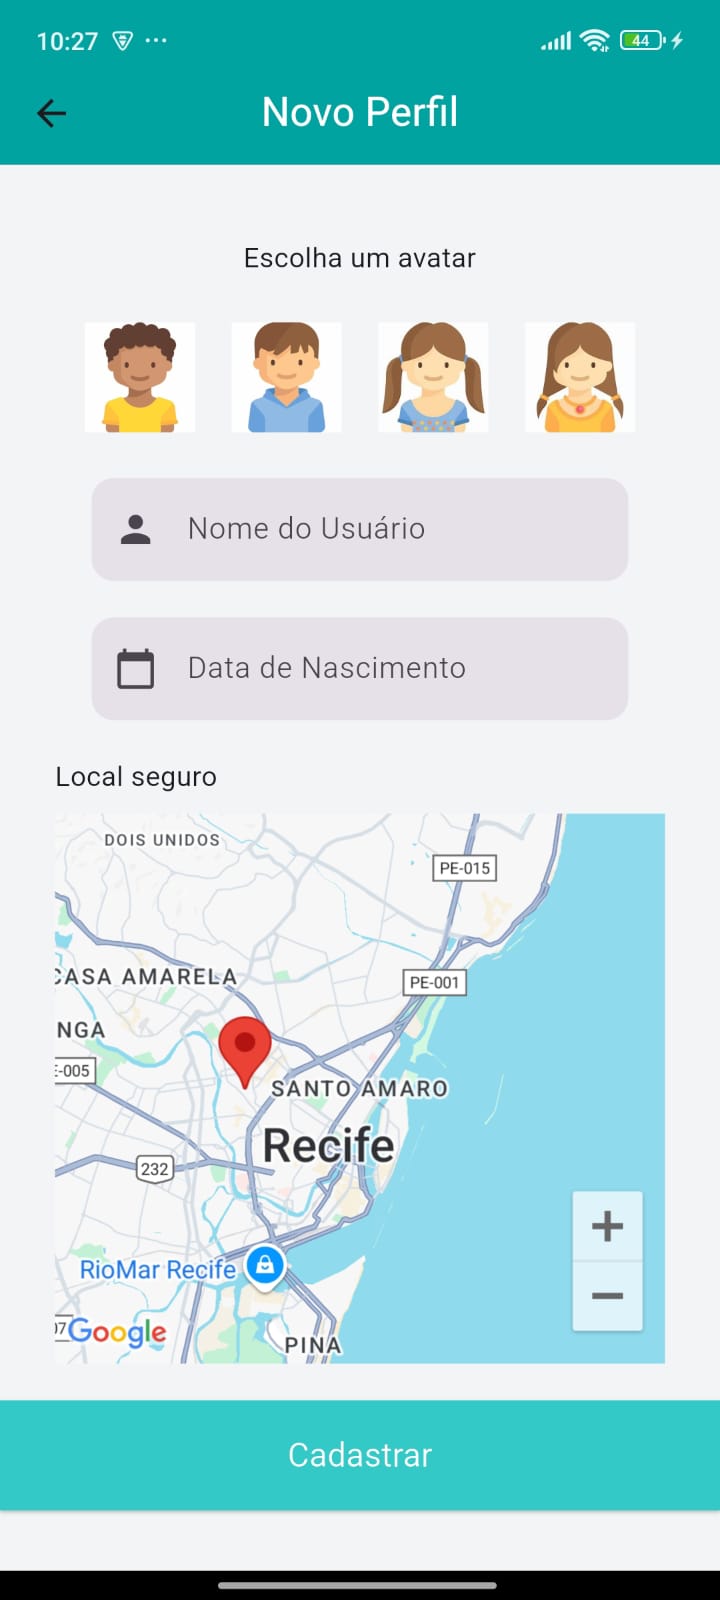 10:27
44
Novo Perfil
Escolha um avatar
Nome do Usuário
Data de Nascimento
Local seguro
DOIS UNIDOS
PE-015
CASA AMARELA
PE-001
NGA
E-005
SANTO AMARO
Recife
232
RioMar Recife
07
Google
PINA
Cadastrar